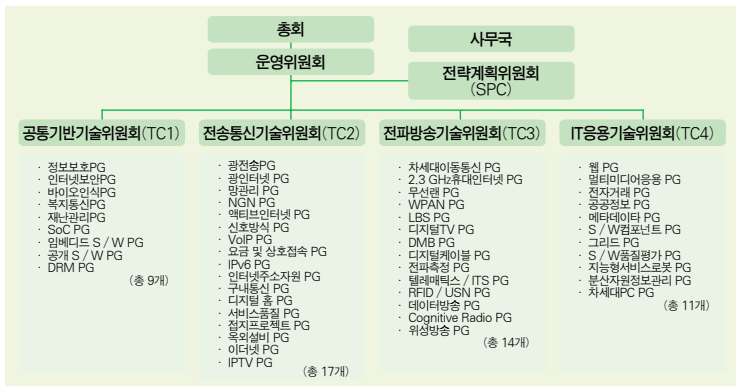 총회
사무국
운영위원회
전략계획위원회
(SPC)
공통기반기술위원회(TC1)
· 정보보호PG
· 인터넷보안PG
· 바이오인식PG
· 복지통신PG
· 재난관리PG
· SoC PG
· 임베디드 S / W PG
· 공개 S / W PG
· DRM PG
(총 9개)
전송통신기술위원회(TC2)
· 광전송PG
· 광인터넷 PG
· 망관리 PG
· NGN PG
· 액티브인터넷 PG
· 신호방식 PG
· VoIP PG
· 요금 및 상호접속 PG
· IPv6 PG
· 인터넷주소자원 PG
· 구내통신 PG
· 디지털 홈 PG
· 서비스품질 PG
· 접지프로젝트 PG
· 옥외설비 PG
· 이더넷 PG
· IPTV PG
(총 17개)
전파방송기술위원회(TC3)
· 차세대이동통신 PG
· 2.3 GHz휴대인터넷 PG
· 무선랜 PG
· WPAN PG
· LBS PG
· 디지털TV PG
· DMB PG
· 디지털케이블 PG
· 전파측정 PG
· 텔레매틱스 / ITS PG
· RFID / USN PG
· 데이터방송 PG
· Cognitive Radio PG
· 위성방송 PG
(총 14개)
IT응용기술위원회(TC4)
· 웹 PG
· 멀티미디어응용 PG
· 전자거래 PG
· 공공정보 PG
· 메타데이타 PG
· S / W컴포넌트 PG
· 그리드 PG
· S / W품질평가 PG
· 지능형서비스로봇 PG
· 분산자원정보관리 PG
· 차세대PC PG
(총 11개)